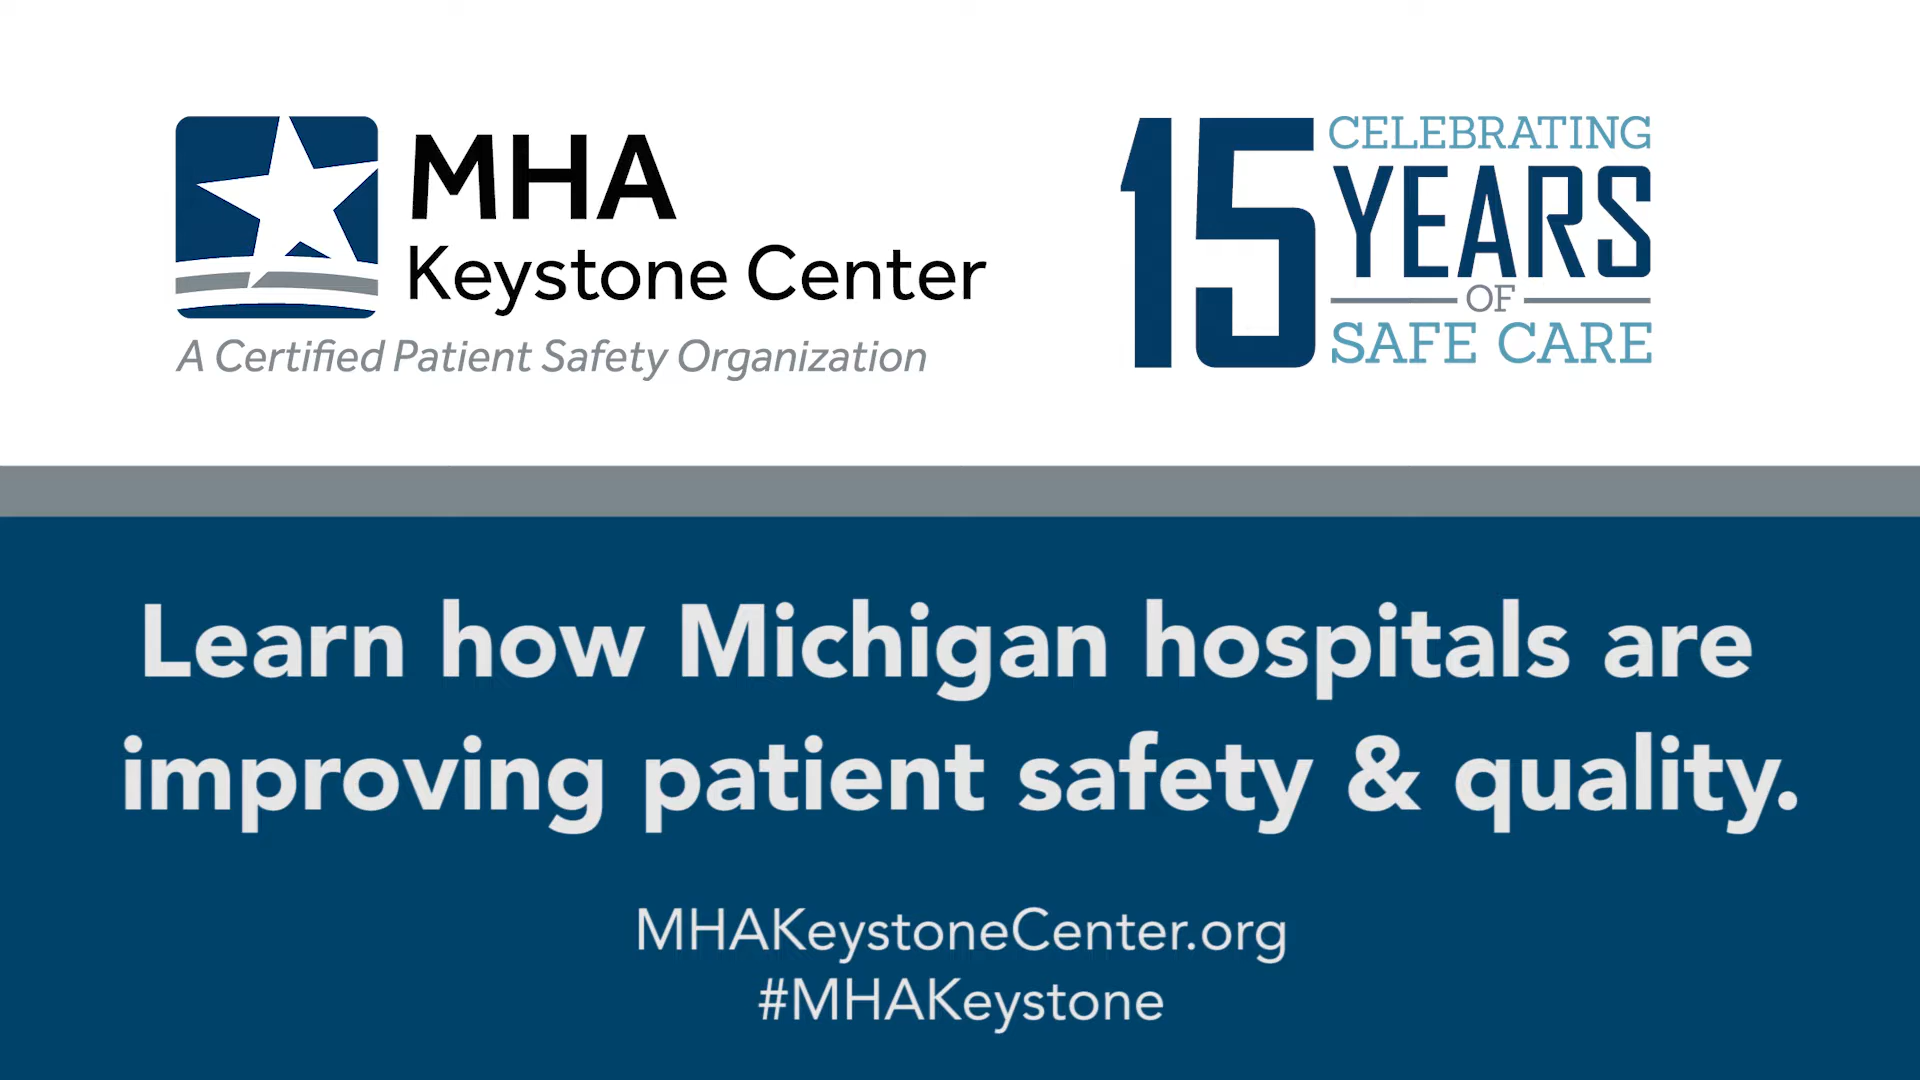 MHA
Keystone Center
A Certified Patient Safety Organization
15
CELEBRATING
YEARS
OF
SAFE CARE
Learn how Michigan hospitals are
improving patient safety & quality.
MHAKeystoneCenter.org
#MHAKeystone